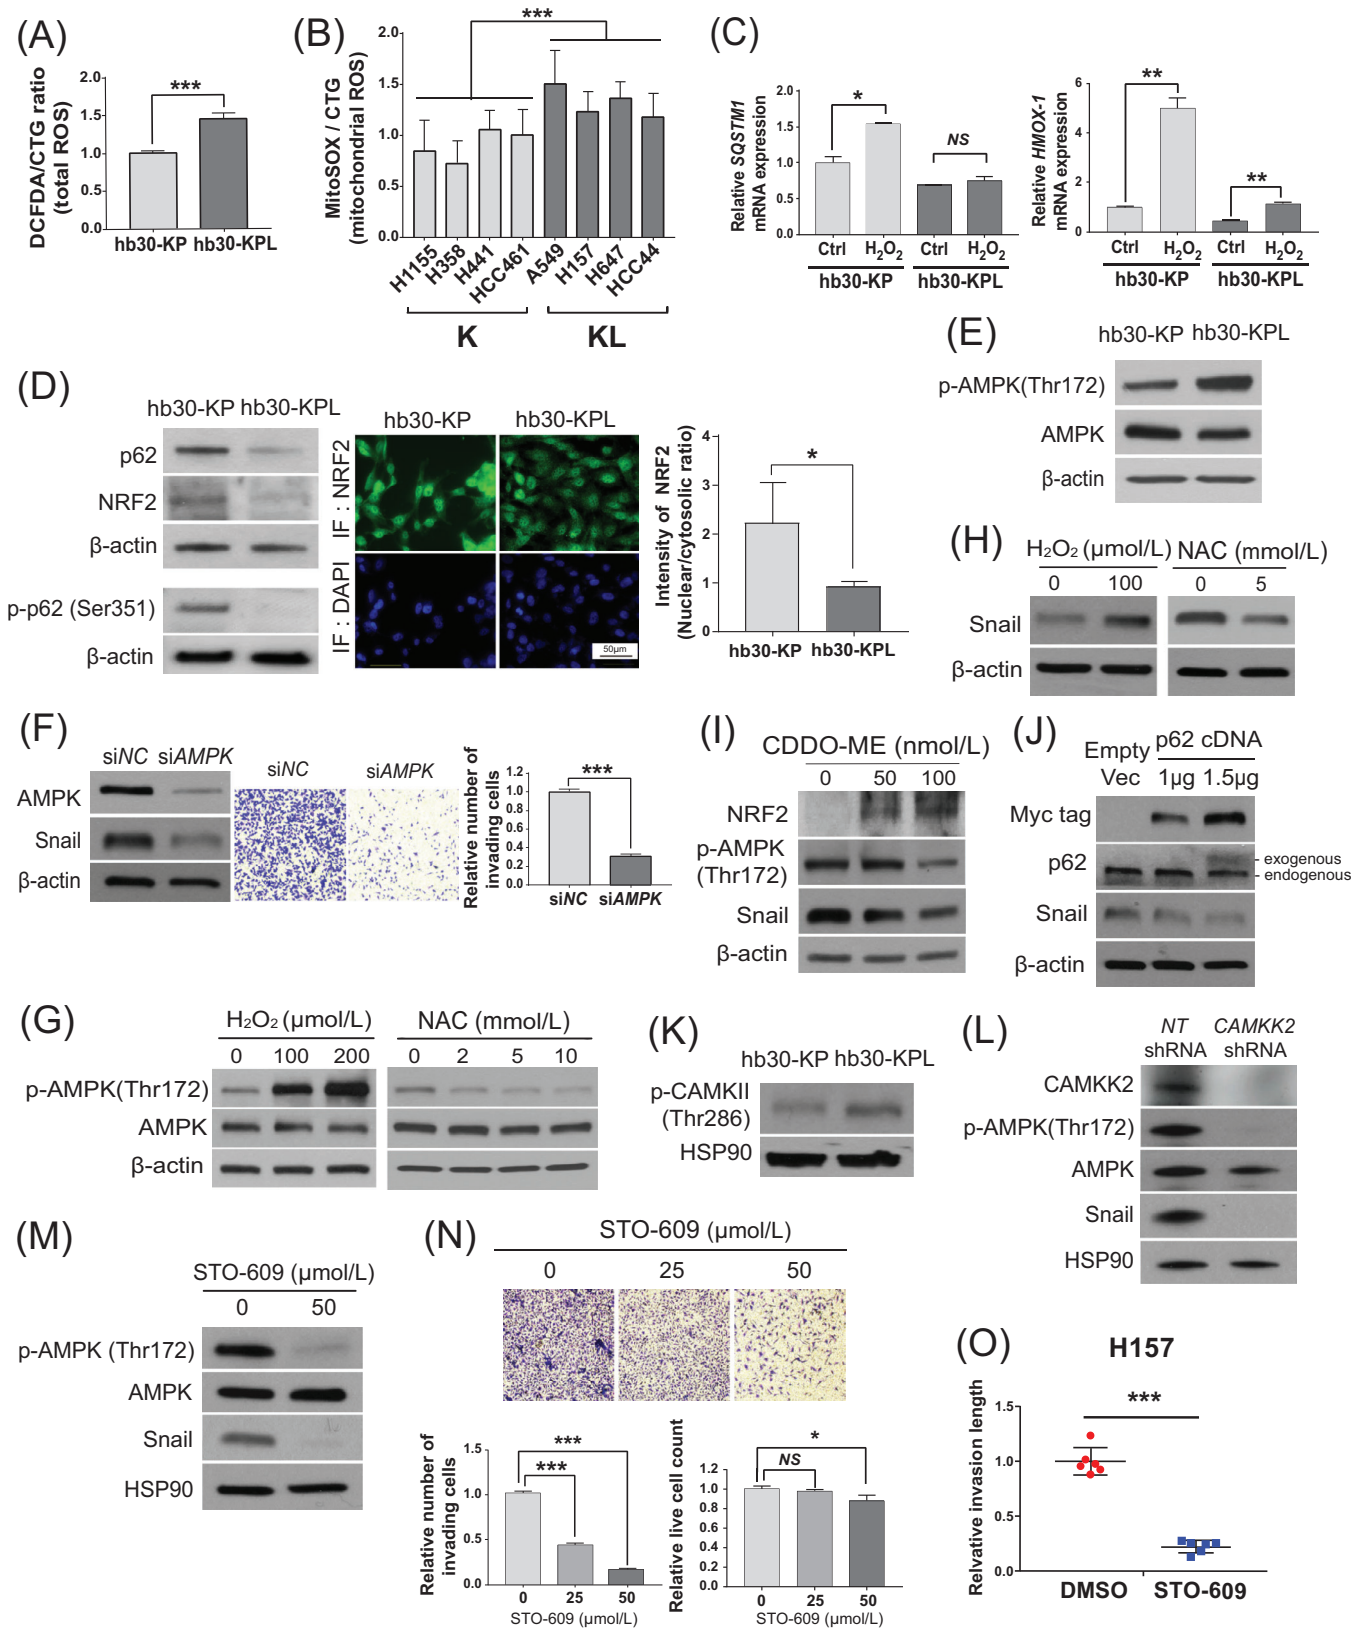 (A)
DCFDA/CTG ratio
(total ROS)
2.0
1.5
1.0
0.5
0.0
***
hb30-KP hb30-KPL
(B)
MitoSOX / CTG
(mitochondrial ROS)
2.0
1.5
1.0
0.5
0.0
***
H1155
H358
H441
HCC461
A549
H157
H647
HCC44
K KL
(C)
Relative SQSTM1
mRNA expression
2.0
1.5
1.0
0.5
0.0
* NS
Ctrl H2O2 Ctrl H2O2
hb30-KP hb30-KPL
Relative HMOX-1
mRNA expression
6
4
2
0
** **
Ctrl H2O2 Ctrl H2O2
hb30-KP hb30-KPL
(D)
hb30-KP hb30-KPL
p62
NRF2
β-actin
p-p62 (Ser351)
β-actin
hb30-KP hb30-KPL
IF : NRF2
IF : DAPI
50μm
Intensity of NRF2
(Nuclear/cytosolic ratio)
4
3
2
1
0
*
hb30-KP hb30-KPL
(E)
hb30-KP hb30-KPL
p-AMPK(Thr172)
AMPK
β-actin
(F)
siNC siAMPK
AMPK
Snail
β-actin
siNC siAMPK
Relative number of
invading cells
1.2
1.0
0.8
0.6
0.4
0.2
0.0
***
siNC siAMPK
(G)
H2O2 (μmol/L) NAC (mmol/L)
0 100 200 0 2 5 10
p-AMPK(Thr172)
AMPK
β-actin
(H)
H2O2 (μmol/L) NAC (mmol/L)
0 100 0 5
Snail
β-actin
(I)
CDDO-ME (nmol/L)
0 50 100
NRF2
p-AMPK
(Thr172)
Snail
β-actin
(J)
Empty p62 cDNA
Vec 1μg 1.5μg
Myc tag
p62
- exogenous
- endogenous
Snail
β-actin
(K)
hb30-KP hb30-KPL
p-CAMKII
(Thr286)
HSP90
(L)
NT CAMKK2
shRNA shRNA
CAMKK2
p-AMPK(Thr172)
AMPK
Snail
HSP90
(M)
STO-609 (μmol/L)
0 50
p-AMPK (Thr172)
AMPK
Snail
HSP90
(N)
STO-609 (μmol/L)
0 25 50
Relative number of
invading cells
1.5
1.0
0.5
0.0
***
***
0 25 50
STO-609 (μmol/L)
Relative live cell count
1.2
1.0
0.8
0.6
0.4
0.2
0.0
*
NS
0 25 50
STO-609 (μmol/L)
(O)
H157
Relvative invasion length
1.5
1.0
0.5
0.0
***
DMSO STO-609